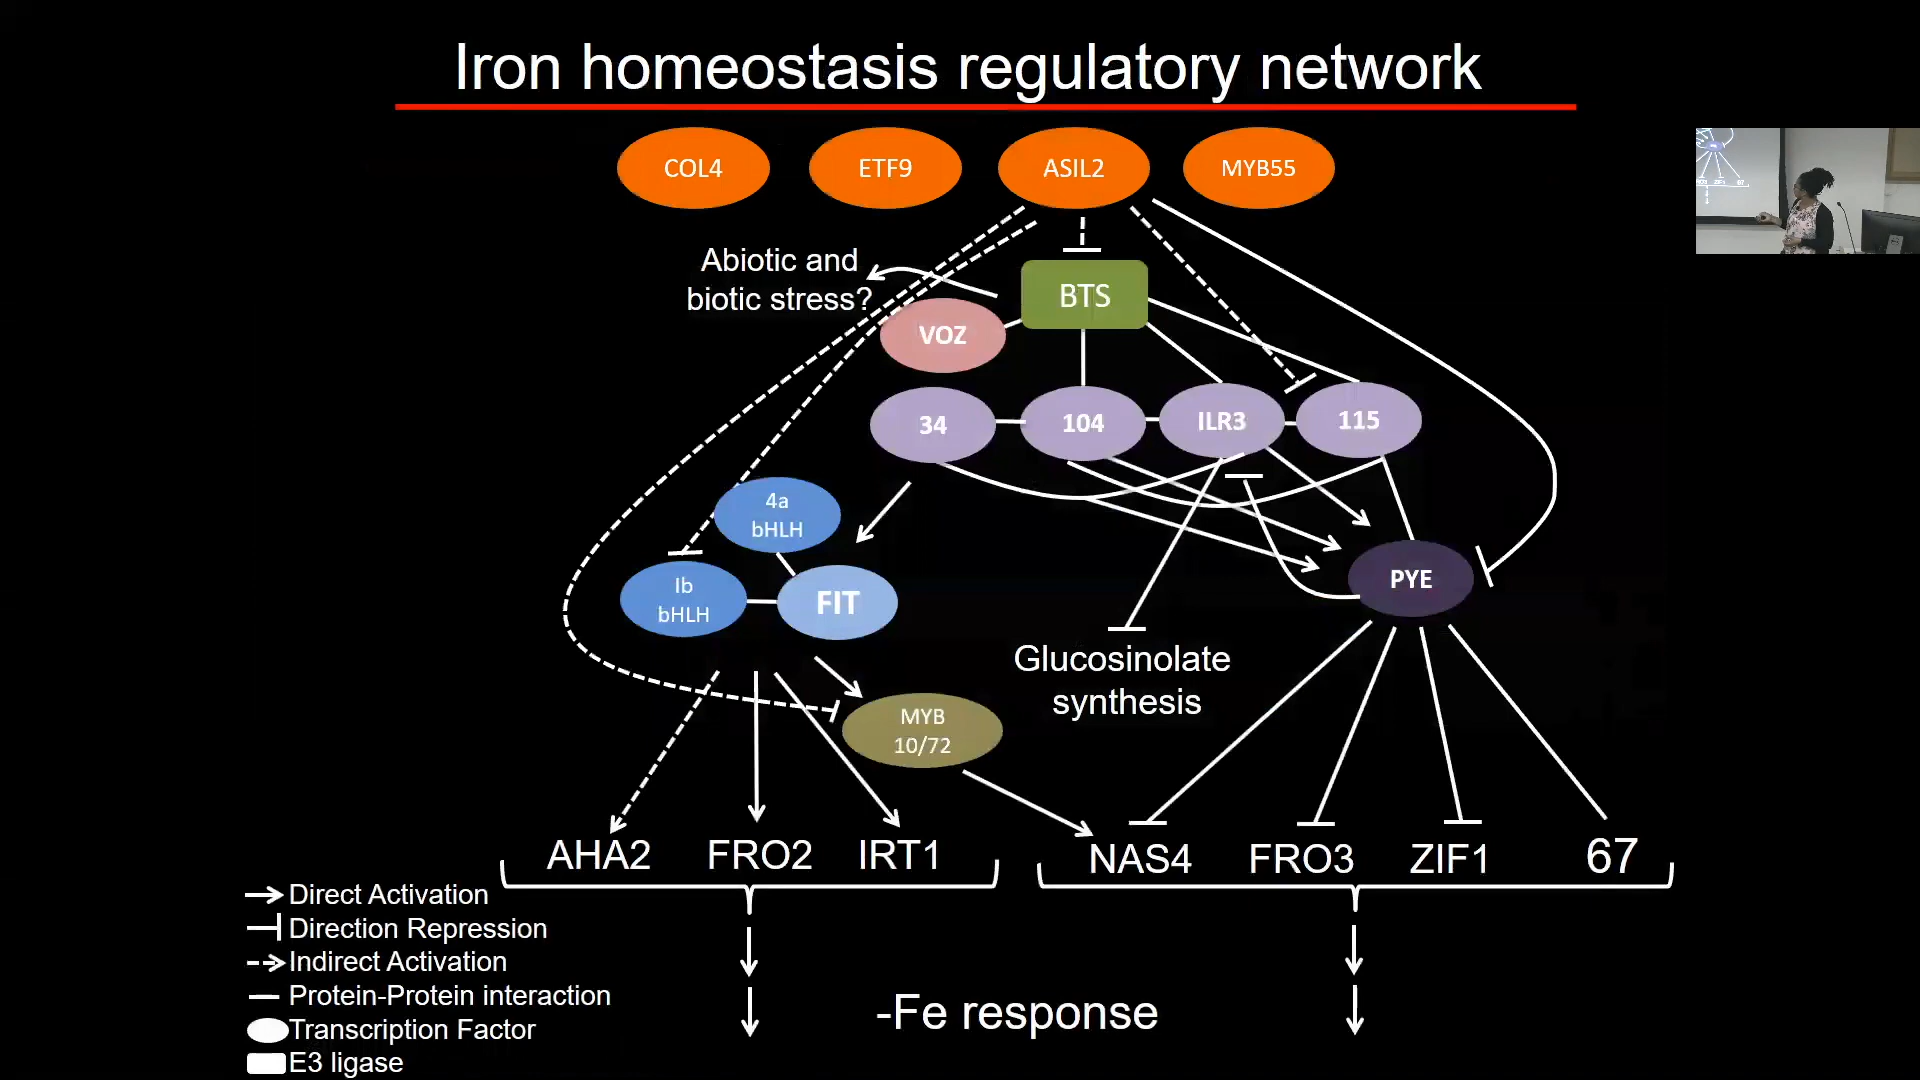 Iron homeostasis regulatory network
COL4
ETF9
ASIL2
MYB55
Abiotic and
biotic stress?
BTS
VOZ
34
104
ILR3
115
4a
bHLH
Ib
bHLH
FIT
PYE
Glucosinolate
synthesis
MYB
10/72
AHA2
FRO2
IRT1
NAS4
FRO3
ZIF1
67
Direct Activation
Direction Repression
Indirect Activation
Protein-Protein interaction
Transcription Factor
E3 ligase
-Fe response